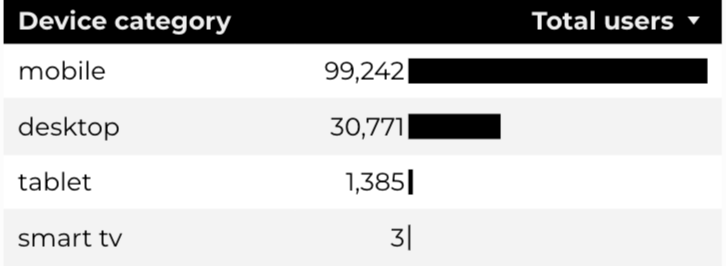 Device category Total users ▼
mobile 99,242
desktop 30,771
tablet 1,385
smart tv 3